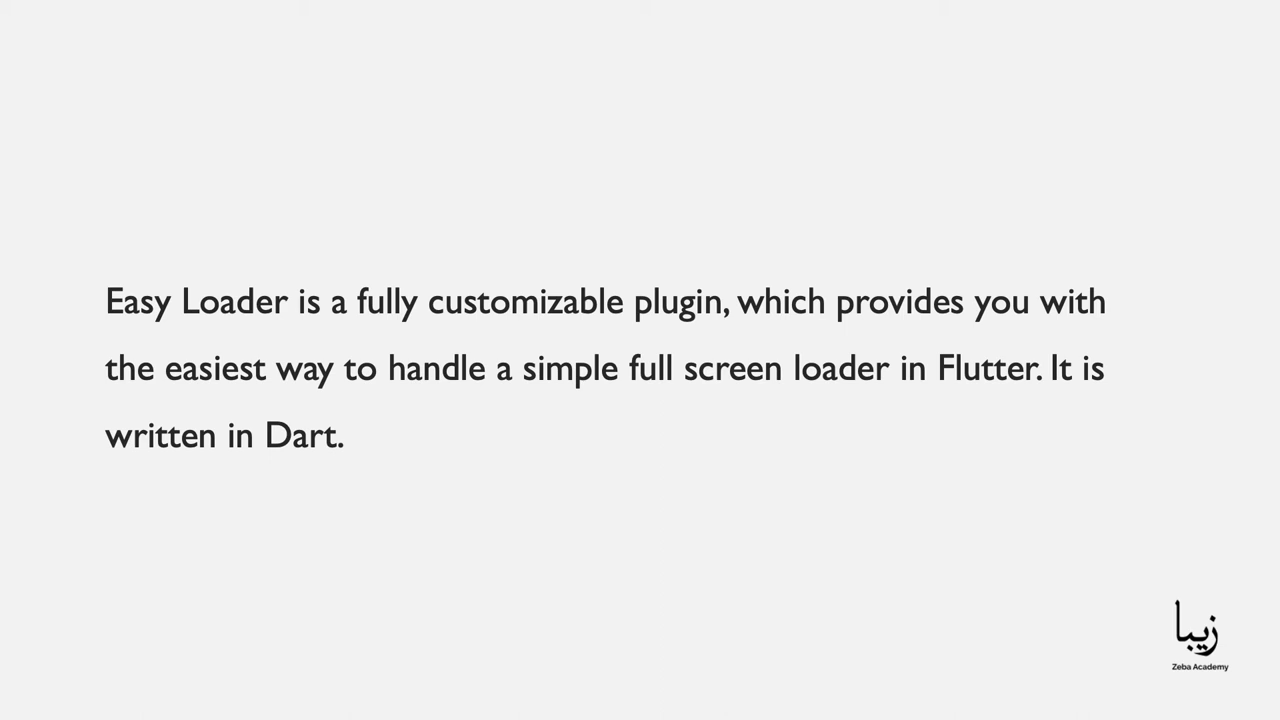 Easy Loader is a fully customizable plugin, which provides you with
the easiest way to handle a simple full screen loader in Flutter. It is
written in Dart.
زیبا
Zeba Academy